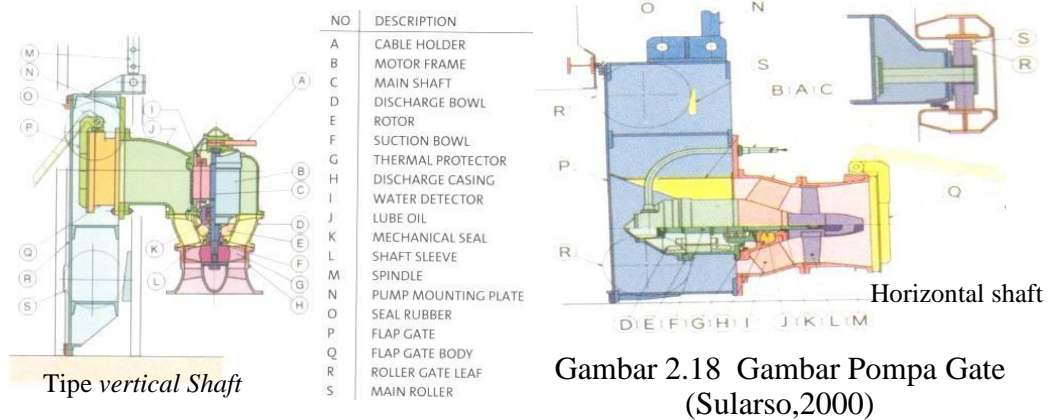 M
N
O
P
Q
R
S
I
J
K
L
A
B
C
D
E
F
G
H
Tipe vertical Shaft
NO DESCRIPTION
A CABLE HOLDER
B MOTOR FRAME
C MAIN SHAFT
D DISCHARGE BOWL
E ROTOR
F SUCTION BOWL
G THERMAL PROTECTOR
H DISCHARGE CASING
I WATER DETECTOR
J LUBE OIL
K MECHANICAL SEAL
L SHAFT SLEEVE
M SPINDLE
N PUMP MOUNTING PLATE
O SEAL RUBBER
P FLAP GATE
Q FLAP GATE BODY
R ROLLER GATE LEAF
S MAIN ROLLER
O N
S
R
B A C
P
Q
R
D E F G H I J K L M
S
R
Horizontal shaft
Gambar 2.18 Gambar Pompa Gate
(Sularso,2000)